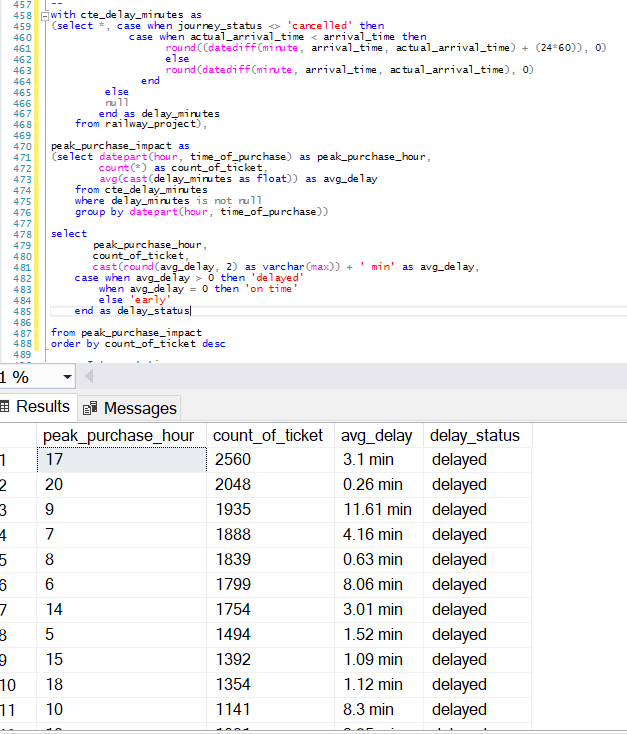 457 --
458 with cte_delay_minutes as
459 (select *, case when journey_status <> 'cancelled' then
460 case when actual_arrival_time < arrival_time then
461 round((datediff(minute, arrival_time, actual_arrival_time) + (24*60)), 0)
462 else
463 round(datediff(minute, arrival_time, actual_arrival_time), 0)
464 end
465 else
466 null
467 end as delay_minutes
468 from railway_project),
469
470 peak_purchase_impact as
471 (select datepart(hour, time_of_purchase) as peak_purchase_hour,
472 count(*) as count_of_ticket,
473 avg(cast(delay_minutes as float)) as avg_delay
474 from cte_delay_minutes
475 where delay_minutes is not null
476 group by datepart(hour, time_of_purchase))
477
478 select
479 peak_purchase_hour,
480 count_of_ticket,
481 cast(round(avg_delay, 2) as varchar(max)) + ' min' as avg_delay,
482 case when avg_delay > 0 then 'delayed'
483 when avg_delay = 0 then 'on time'
484 else 'early'
485 end as delay_status
486
487 from peak_purchase_impact
488 order by count_of_ticket desc
489
1 %
Results Messages
peak_purchase_hour count_of_ticket avg_delay delay_status
1 17 2560 3.1 min delayed
2 20 2048 0.26 min delayed
3 9 1935 11.61 min delayed
4 7 1888 4.16 min delayed
5 8 1839 0.63 min delayed
6 6 1799 8.06 min delayed
7 14 1754 3.01 min delayed
8 5 1494 1.52 min delayed
9 15 1392 1.09 min delayed
10 18 1354 1.12 min delayed
11 10 1141 8.3 min delayed